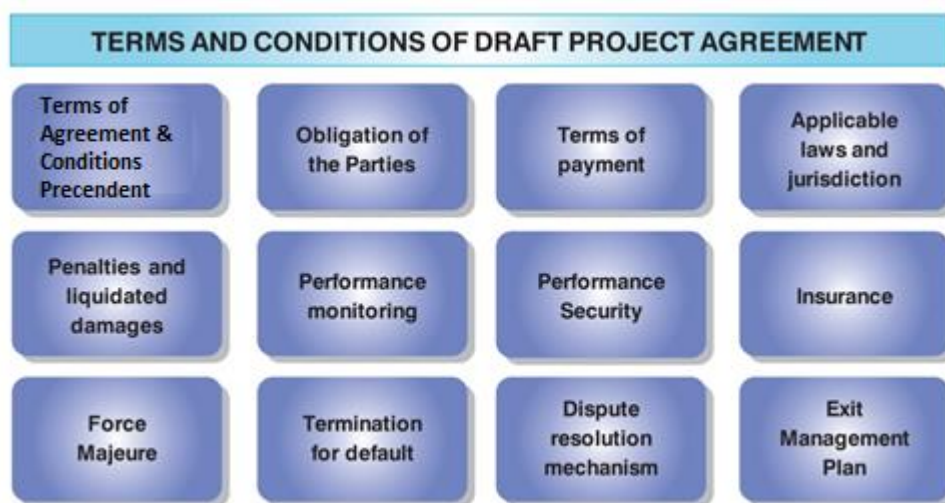 TERMS AND CONDITIONS OF DRAFT PROJECT AGREEMENT
Terms of
Agreement &
Conditions
Precendent
Obligation of
the Parties
Terms of
payment
Applicable
laws and
jurisdiction
Penalties and
liquidated
damages
Performance
monitoring
Performance
Security
Insurance
Force
Majeure
Termination
for default
Dispute
resolution
mechanism
Exit
Management
Plan